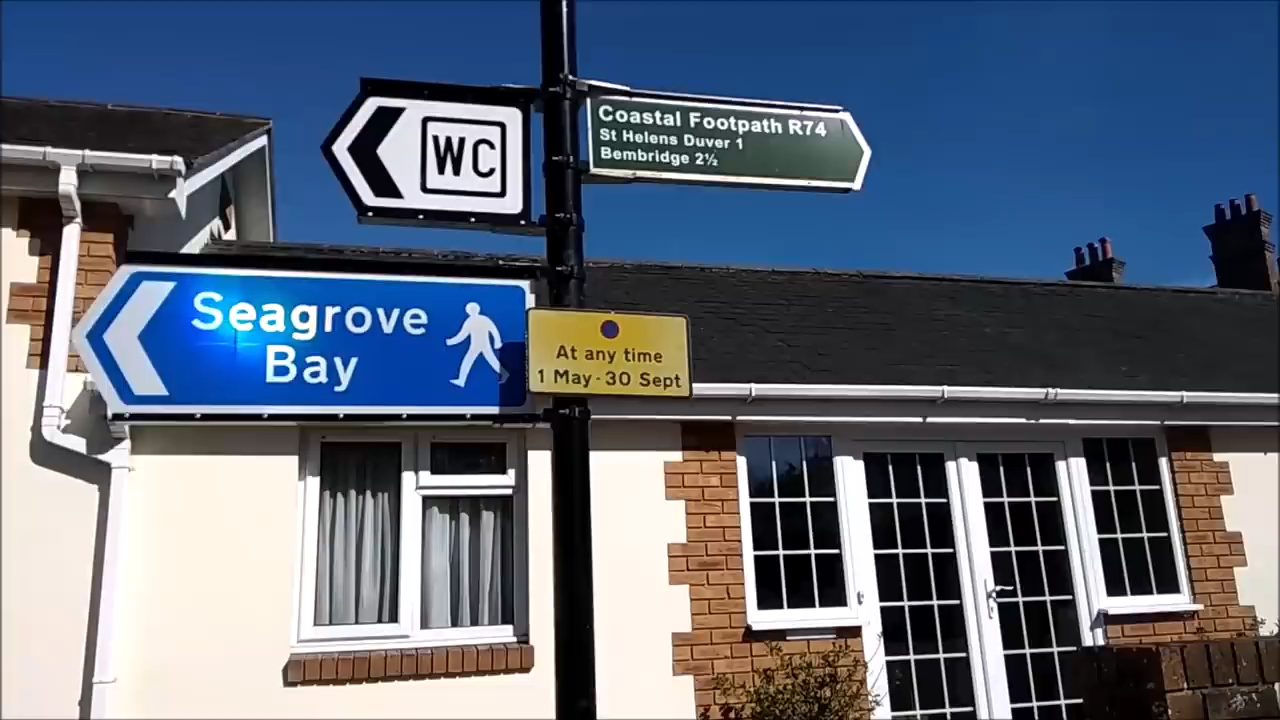 WC
Coastal Footpath R74
St Helens Duver 1
Bembridge 2½
Seagrove
Bay
At any time
1 May - 30 Sept